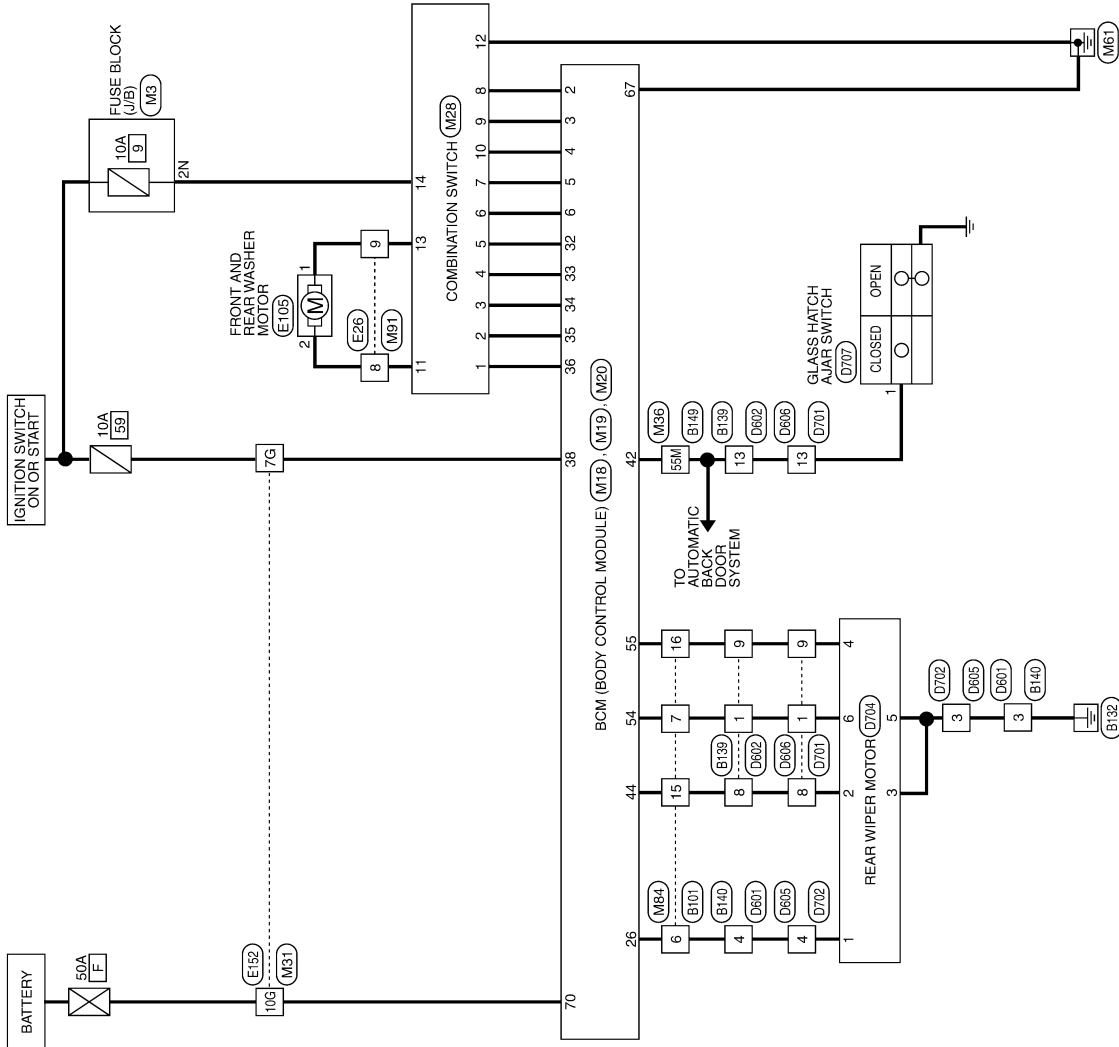 BATTERY
50A
F
IGNITION SWITCH
ON OR START
10A
59
FUSE BLOCK
(J/B)
M3
10A
9
2N
E152
10G
M31
7G
FRONT AND
REAR WASHER
MOTOR
E105
M
2
1
E26
8
9
M91
11
13
14
COMBINATION SWITCH
M28
1
2
3
4
5
6
7
10
9
8
12
70
38
36
35
34
33
32
6
5
4
3
2
BCM (BODY CONTROL MODULE)
M18 , M19 , M20
26
44
54
55
42
67
M84
6
15
7
16
B101
B140
4
D601
D605
4
D702
B139
8
1
9
D602
D606
8
1
9
D701
M36
55M
B149
B139
13
D602
D606
13
D701
TO
AUTOMATIC
BACK
DOOR
SYSTEM
GLASS HATCH
AJAR SWITCH
D707
1
CLOSED
OPEN
M61
1
2
6
4
REAR WIPER MOTOR
D704
3
5
D702
3
D605
D601
3
B140
B132